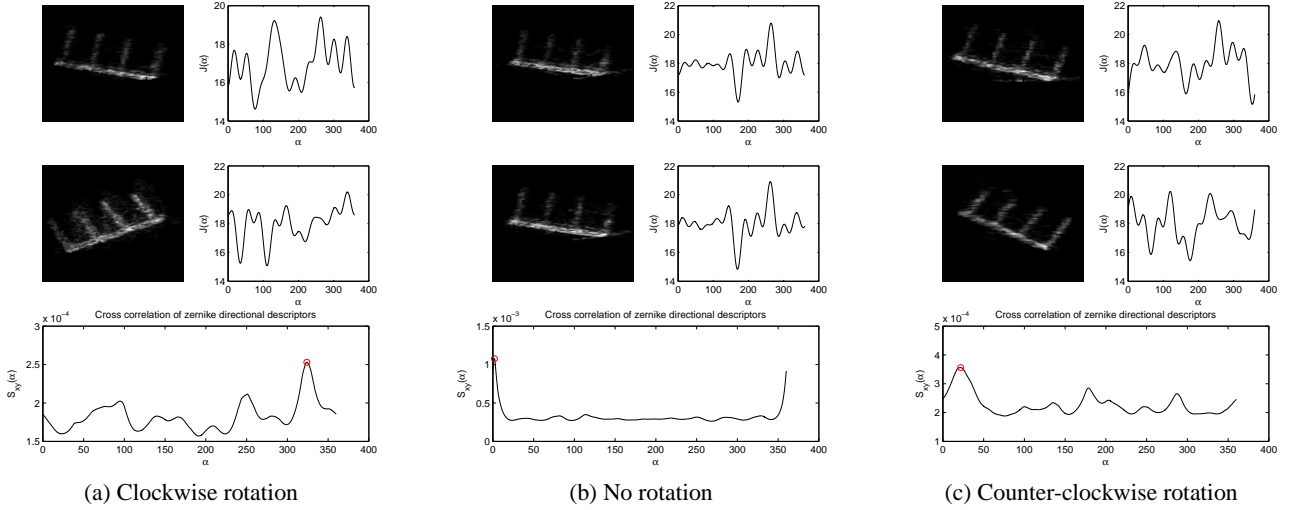 22
20
18
16
14
0 100 200 300 400
J(α)
α
22
20
18
16
14
0 100 200 300 400
J(α)
α
Cross correlation of zernike directional descriptors
x 10⁻⁴
3
2.5
2
1.5
0 50 100 150 200 250 300 350 400
S_xy(α)
α
(a) Clockwise rotation
22
20
18
16
14
0 100 200 300 400
J(α)
α
22
20
18
16
14
0 100 200 300 400
J(α)
α
Cross correlation of zernike directional descriptors
x 10⁻³
1.5
1
0.5
0
0 50 100 150 200 250 300 350 400
S_xy(α)
α
(b) No rotation
22
20
18
16
14
0 100 200 300 400
J(α)
α
22
20
18
16
14
0 100 200 300 400
J(α)
α
Cross correlation of zernike directional descriptors
x 10⁻⁴
5
4
3
2
1
0 50 100 150 200 250 300 350 400
S_xy(α)
α
(c) Counter-clockwise rotation